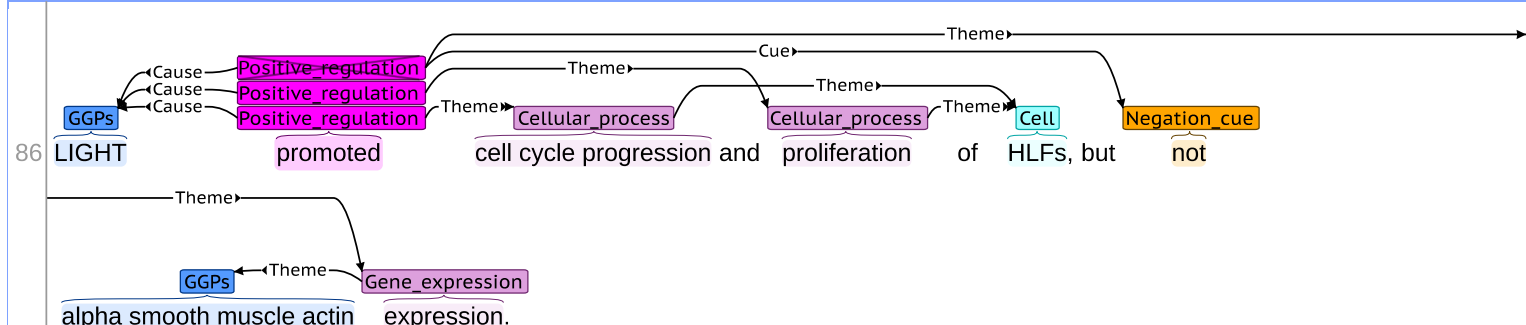 Theme
Cue
Positive_regulation Theme
Cause
Cause Positive_regulation Theme
Cause
GGPs Positive_regulation Theme Cellular_process Cellular_process Theme Cell Negation_cue
86 LIGHT promoted cell cycle progression and proliferation of HLFs, but not
Theme
GGPs Theme Gene_expression
alpha smooth muscle actin expression.